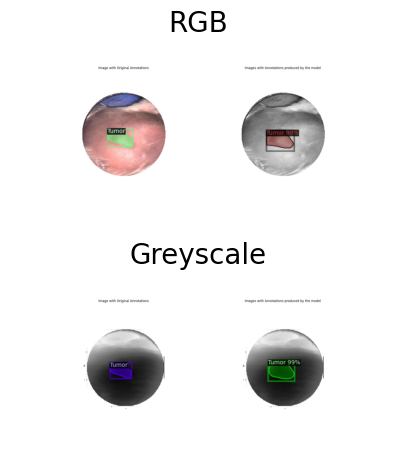 RGB
Image with Original Annotations
Images with Annotations produced by the model
Tumor
Tumor 98%
Greyscale
Image with Original Annotations
Images with Annotations produced by the model
Tumor
Tumor 99%